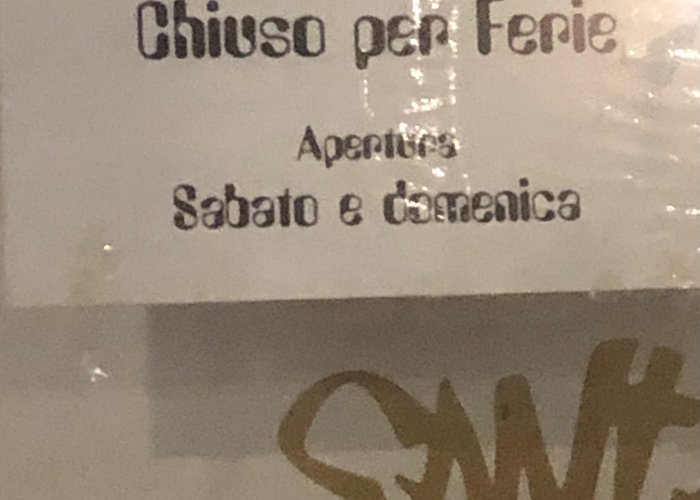 Chiuso per Ferie
Apertura
Sabato e domenica